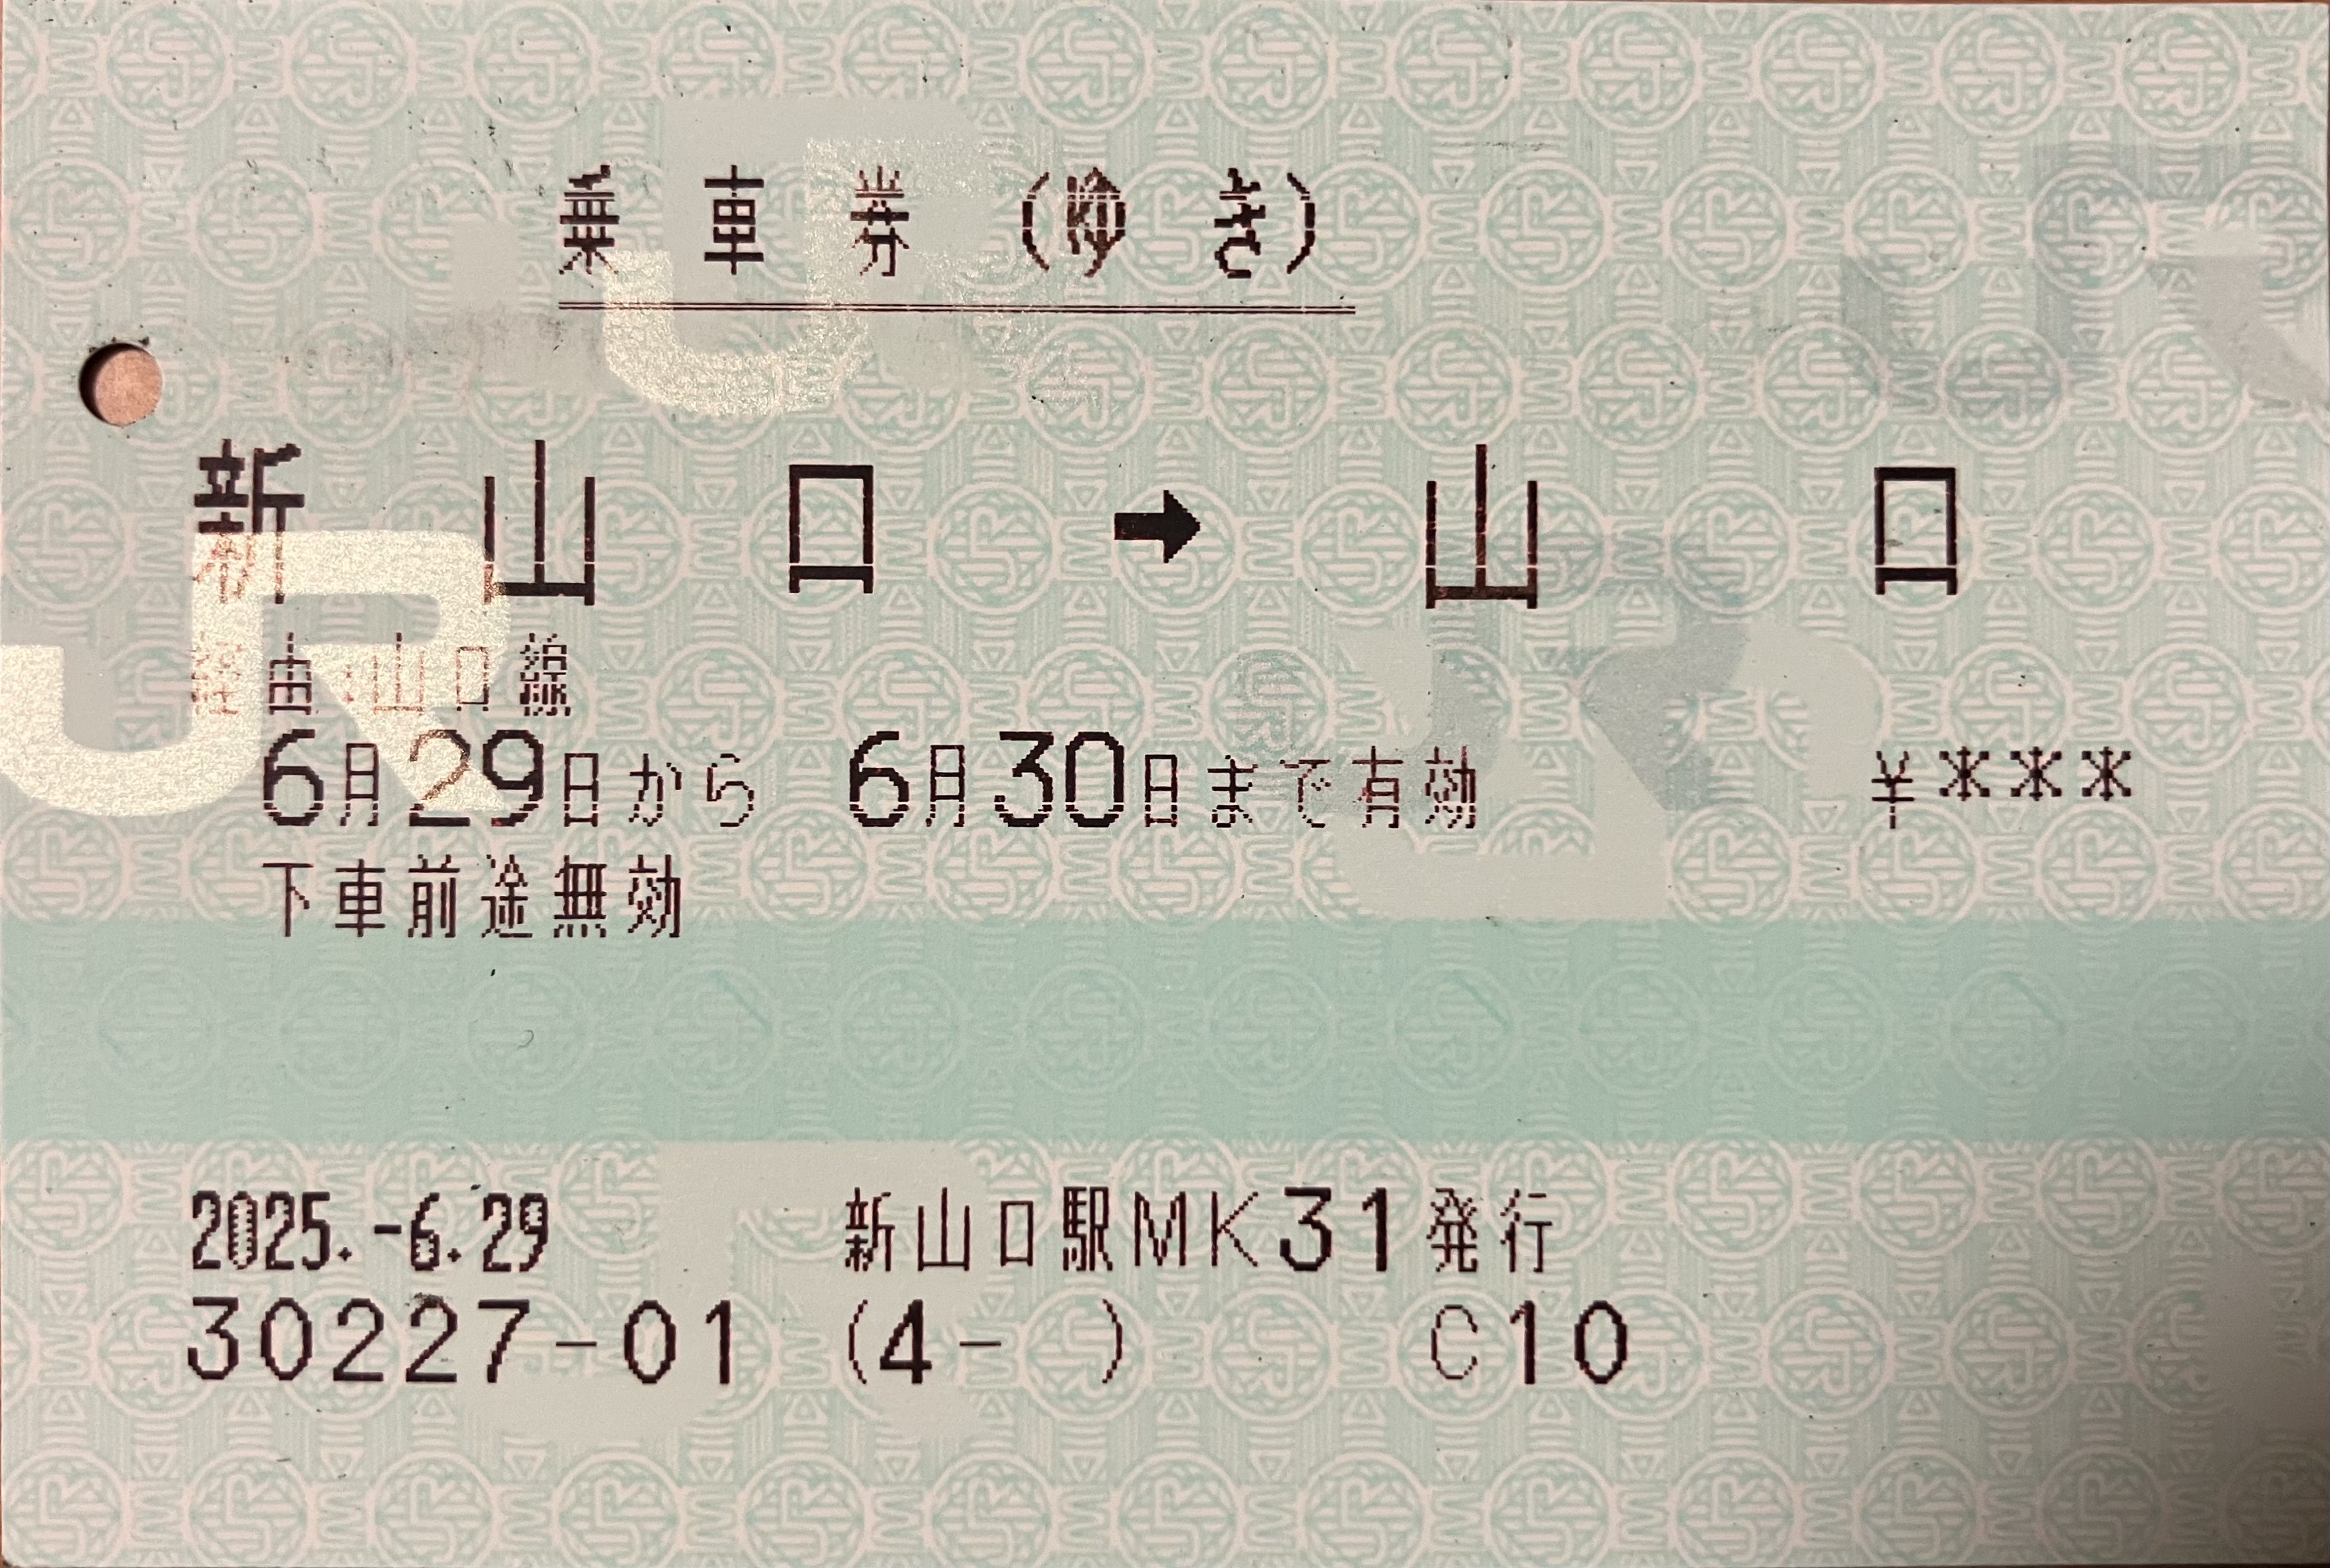 乗車券(ゆき)
新山口➡山口
経由:山口線
6月29日から 6月30日まで有効 ¥***
下車前途無効
2025.-6.29 新山口駅MK31発行
30227-01 (4- ) C10